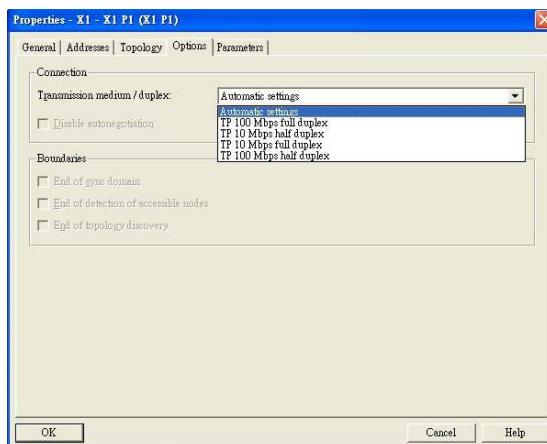 Properties - X1 - X1 P1 (X1 P1)
General Addresses Topology Options Parameters
Connection
Transmission medium / duplex:
Automatic settings
Automatic settings
TP 100 Mbps full duplex
TP 10 Mbps half duplex
TP 10 Mbps full duplex
TP 100 Mbps half duplex
Disable autonegotiation
Boundaries
End of sync domain
End of detection of accessible nodes
End of topology discovery
OK Cancel Help